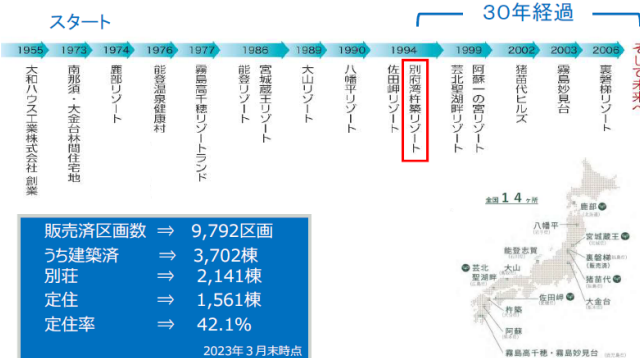 スタート
30年経過
1955 1973 1974 1976 1977 1986 1989 1990 1994 1999 2002 2003 2006
大和ハウス工業株式会社 創業
南那須・大金台林間住宅地
鹿部リゾート
能登温泉健康村
霧島高千穂リゾートランド
能登リゾート
宮城蔵王リゾート
大山リゾート
八幡平リゾート
佐田岬リゾート
別府湾杵築リゾート
芸北聖湖畔リゾート
阿蘇一の宮リゾート
猪苗代ヒルズ
霧島妙見台
裏磐梯リゾート
そして未来へ
販売済区画数 ⇒ 9,792区画
うち建築済 ⇒ 3,702棟
別荘 ⇒ 2,141棟
定住 ⇒ 1,561棟
定住率 ⇒ 42.1%
2023年3月末時点
全国14ヶ所
鹿部
八幡平
宮城蔵王
能登志賀
裏磐梯
(販売済)
芸北
聖湖畔
大山
猪苗代
佐田岬
大金台
杵築
阿蘇
霧島高千穂・霧島妙見台